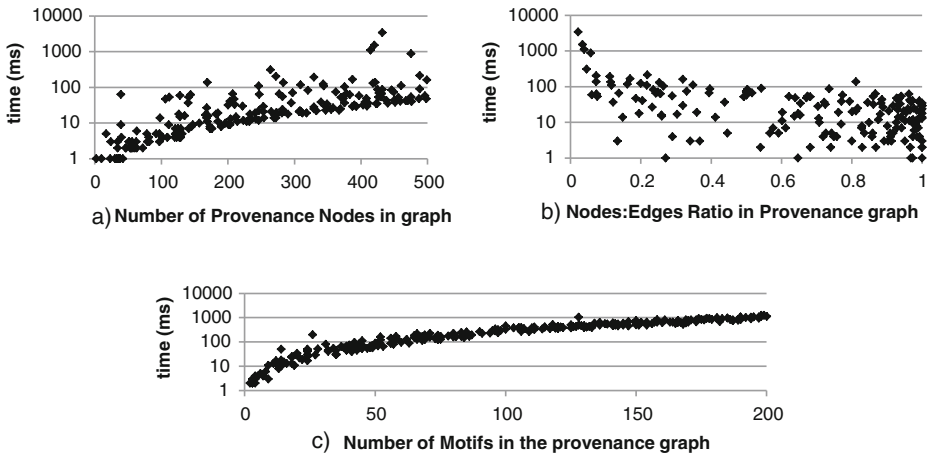 10000
1000
100
10
1
time (ms)
0 100 200 300 400 500
a) Number of Provenance Nodes in graph
10000
1000
100
10
1
time (ms)
0 0.2 0.4 0.6 0.8 1
b) Nodes:Edges Ratio in Provenance graph
10000
1000
100
10
1
time (ms)
0 50 100 150 200
c) Number of Motifs in the provenance graph